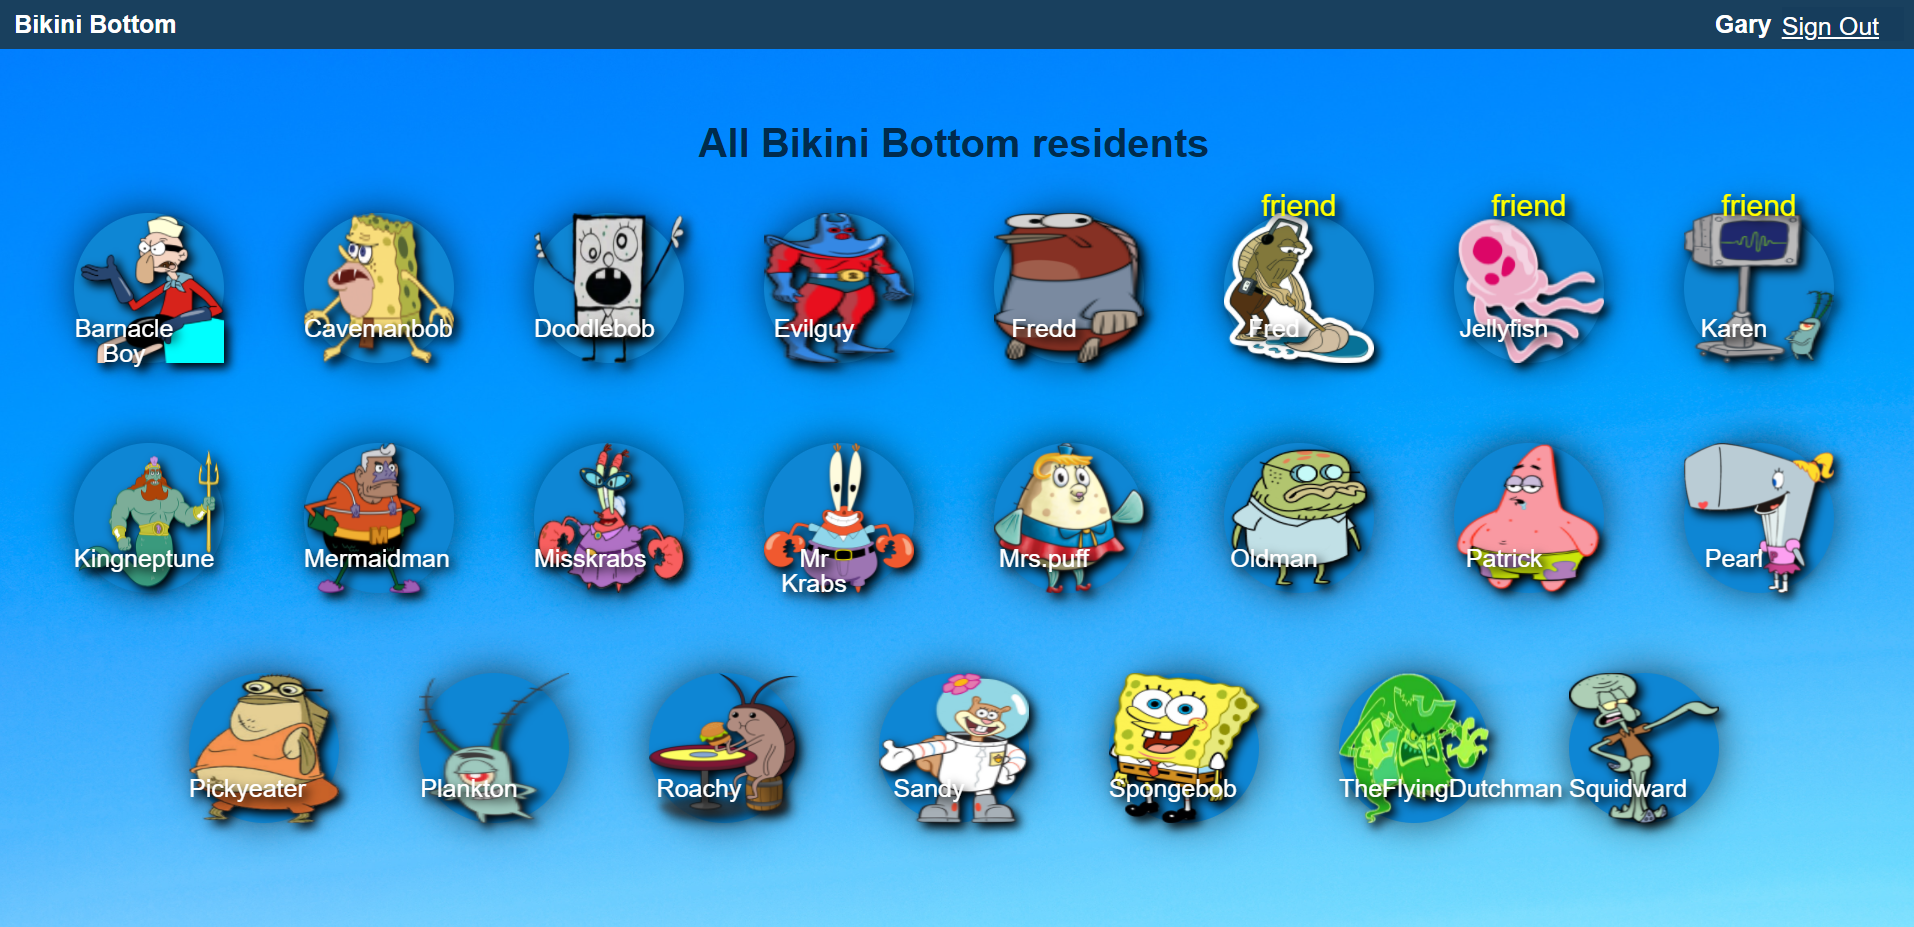 Bikini Bottom
Gary Sign Out
All Bikini Bottom residents
friend
friend
friend
Barnacle
Boy
Cavemanbob
Doodlebob
Evilguy
Fredd
Fred
Jellyfish
Karen
Kingneptune
Mermaidman
Misskrabs
Mr
Krabs
Mrs.puff
Oldman
Patrick
Pearl
Pickyeater
Plankton
Roachy
Sandy
Spongebob
TheFlyingDutchman
Squidward